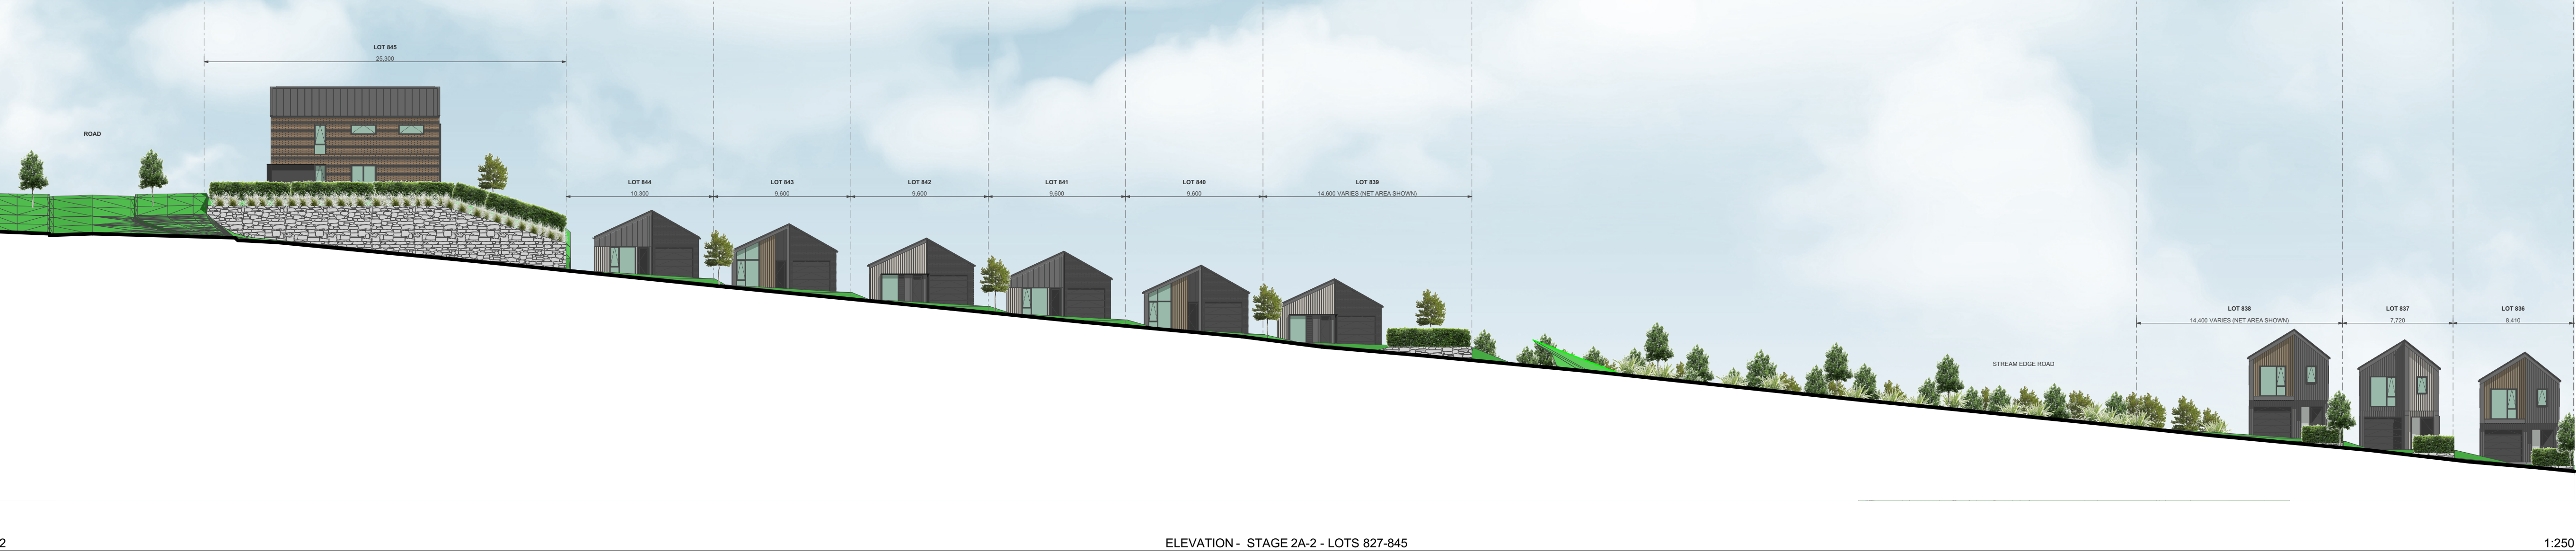 LOT 845
25,300
ROAD
LOT 844
10,300
LOT 843
9,600
LOT 842
9,600
LOT 841
9,600
LOT 840
9,600
LOT 839
14,600 VARIES (NET AREA SHOWN)
STREAM EDGE ROAD
LOT 838
14,400 VARIES (NET AREA SHOWN)
LOT 837
7,720
LOT 836
8,410
2
ELEVATION - STAGE 2A-2 - LOTS 827-845
1:250